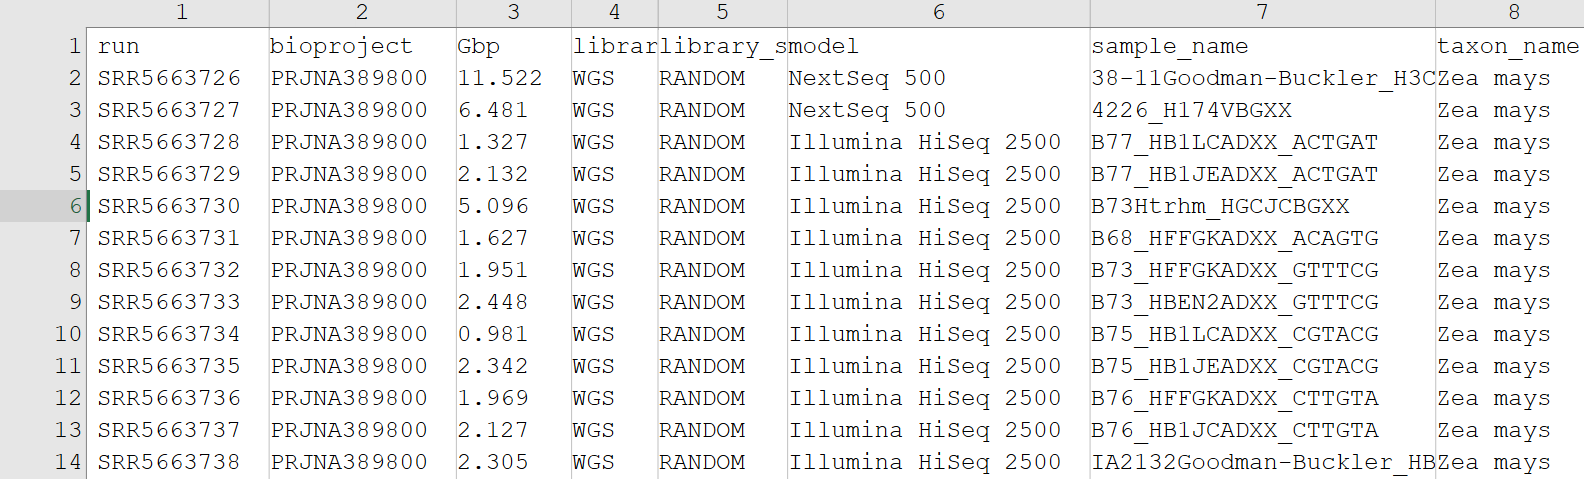 1 2 3 4 5 6 7 8
1 run bioproject Gbp librar library_s model sample_name taxon_name
2 SRR5663726 PRJNA389800 11.522 WGS RANDOM NextSeq 500 38-11Goodman-Buckler_H3C Zea mays
3 SRR5663727 PRJNA389800 6.481 WGS RANDOM NextSeq 500 4226_H174VBGXX Zea mays
4 SRR5663728 PRJNA389800 1.327 WGS RANDOM Illumina HiSeq 2500 B77_HB1LCADXX_ACTGAT Zea mays
5 SRR5663729 PRJNA389800 2.132 WGS RANDOM Illumina HiSeq 2500 B77_HB1JEADXX_ACTGAT Zea mays
6 SRR5663730 PRJNA389800 5.096 WGS RANDOM Illumina HiSeq 2500 B73Htrhm_HGCJCBGXX Zea mays
7 SRR5663731 PRJNA389800 1.627 WGS RANDOM Illumina HiSeq 2500 B68_HFFGKADXX_ACAGTG Zea mays
8 SRR5663732 PRJNA389800 1.951 WGS RANDOM Illumina HiSeq 2500 B73_HFFGKADXX_GTTTCG Zea mays
9 SRR5663733 PRJNA389800 2.448 WGS RANDOM Illumina HiSeq 2500 B73_HBEN2ADXX_GTTTCG Zea mays
10 SRR5663734 PRJNA389800 0.981 WGS RANDOM Illumina HiSeq 2500 B75_HB1LCADXX_CGTACG Zea mays
11 SRR5663735 PRJNA389800 2.342 WGS RANDOM Illumina HiSeq 2500 B75_HB1JEADXX_CGTACG Zea mays
12 SRR5663736 PRJNA389800 1.969 WGS RANDOM Illumina HiSeq 2500 B76_HFFGKADXX_CTTGTA Zea mays
13 SRR5663737 PRJNA389800 2.127 WGS RANDOM Illumina HiSeq 2500 B76_HB1JCADXX_CTTGTA Zea mays
14 SRR5663738 PRJNA389800 2.305 WGS RANDOM Illumina HiSeq 2500 IA2132Goodman-Buckler_HB Zea mays